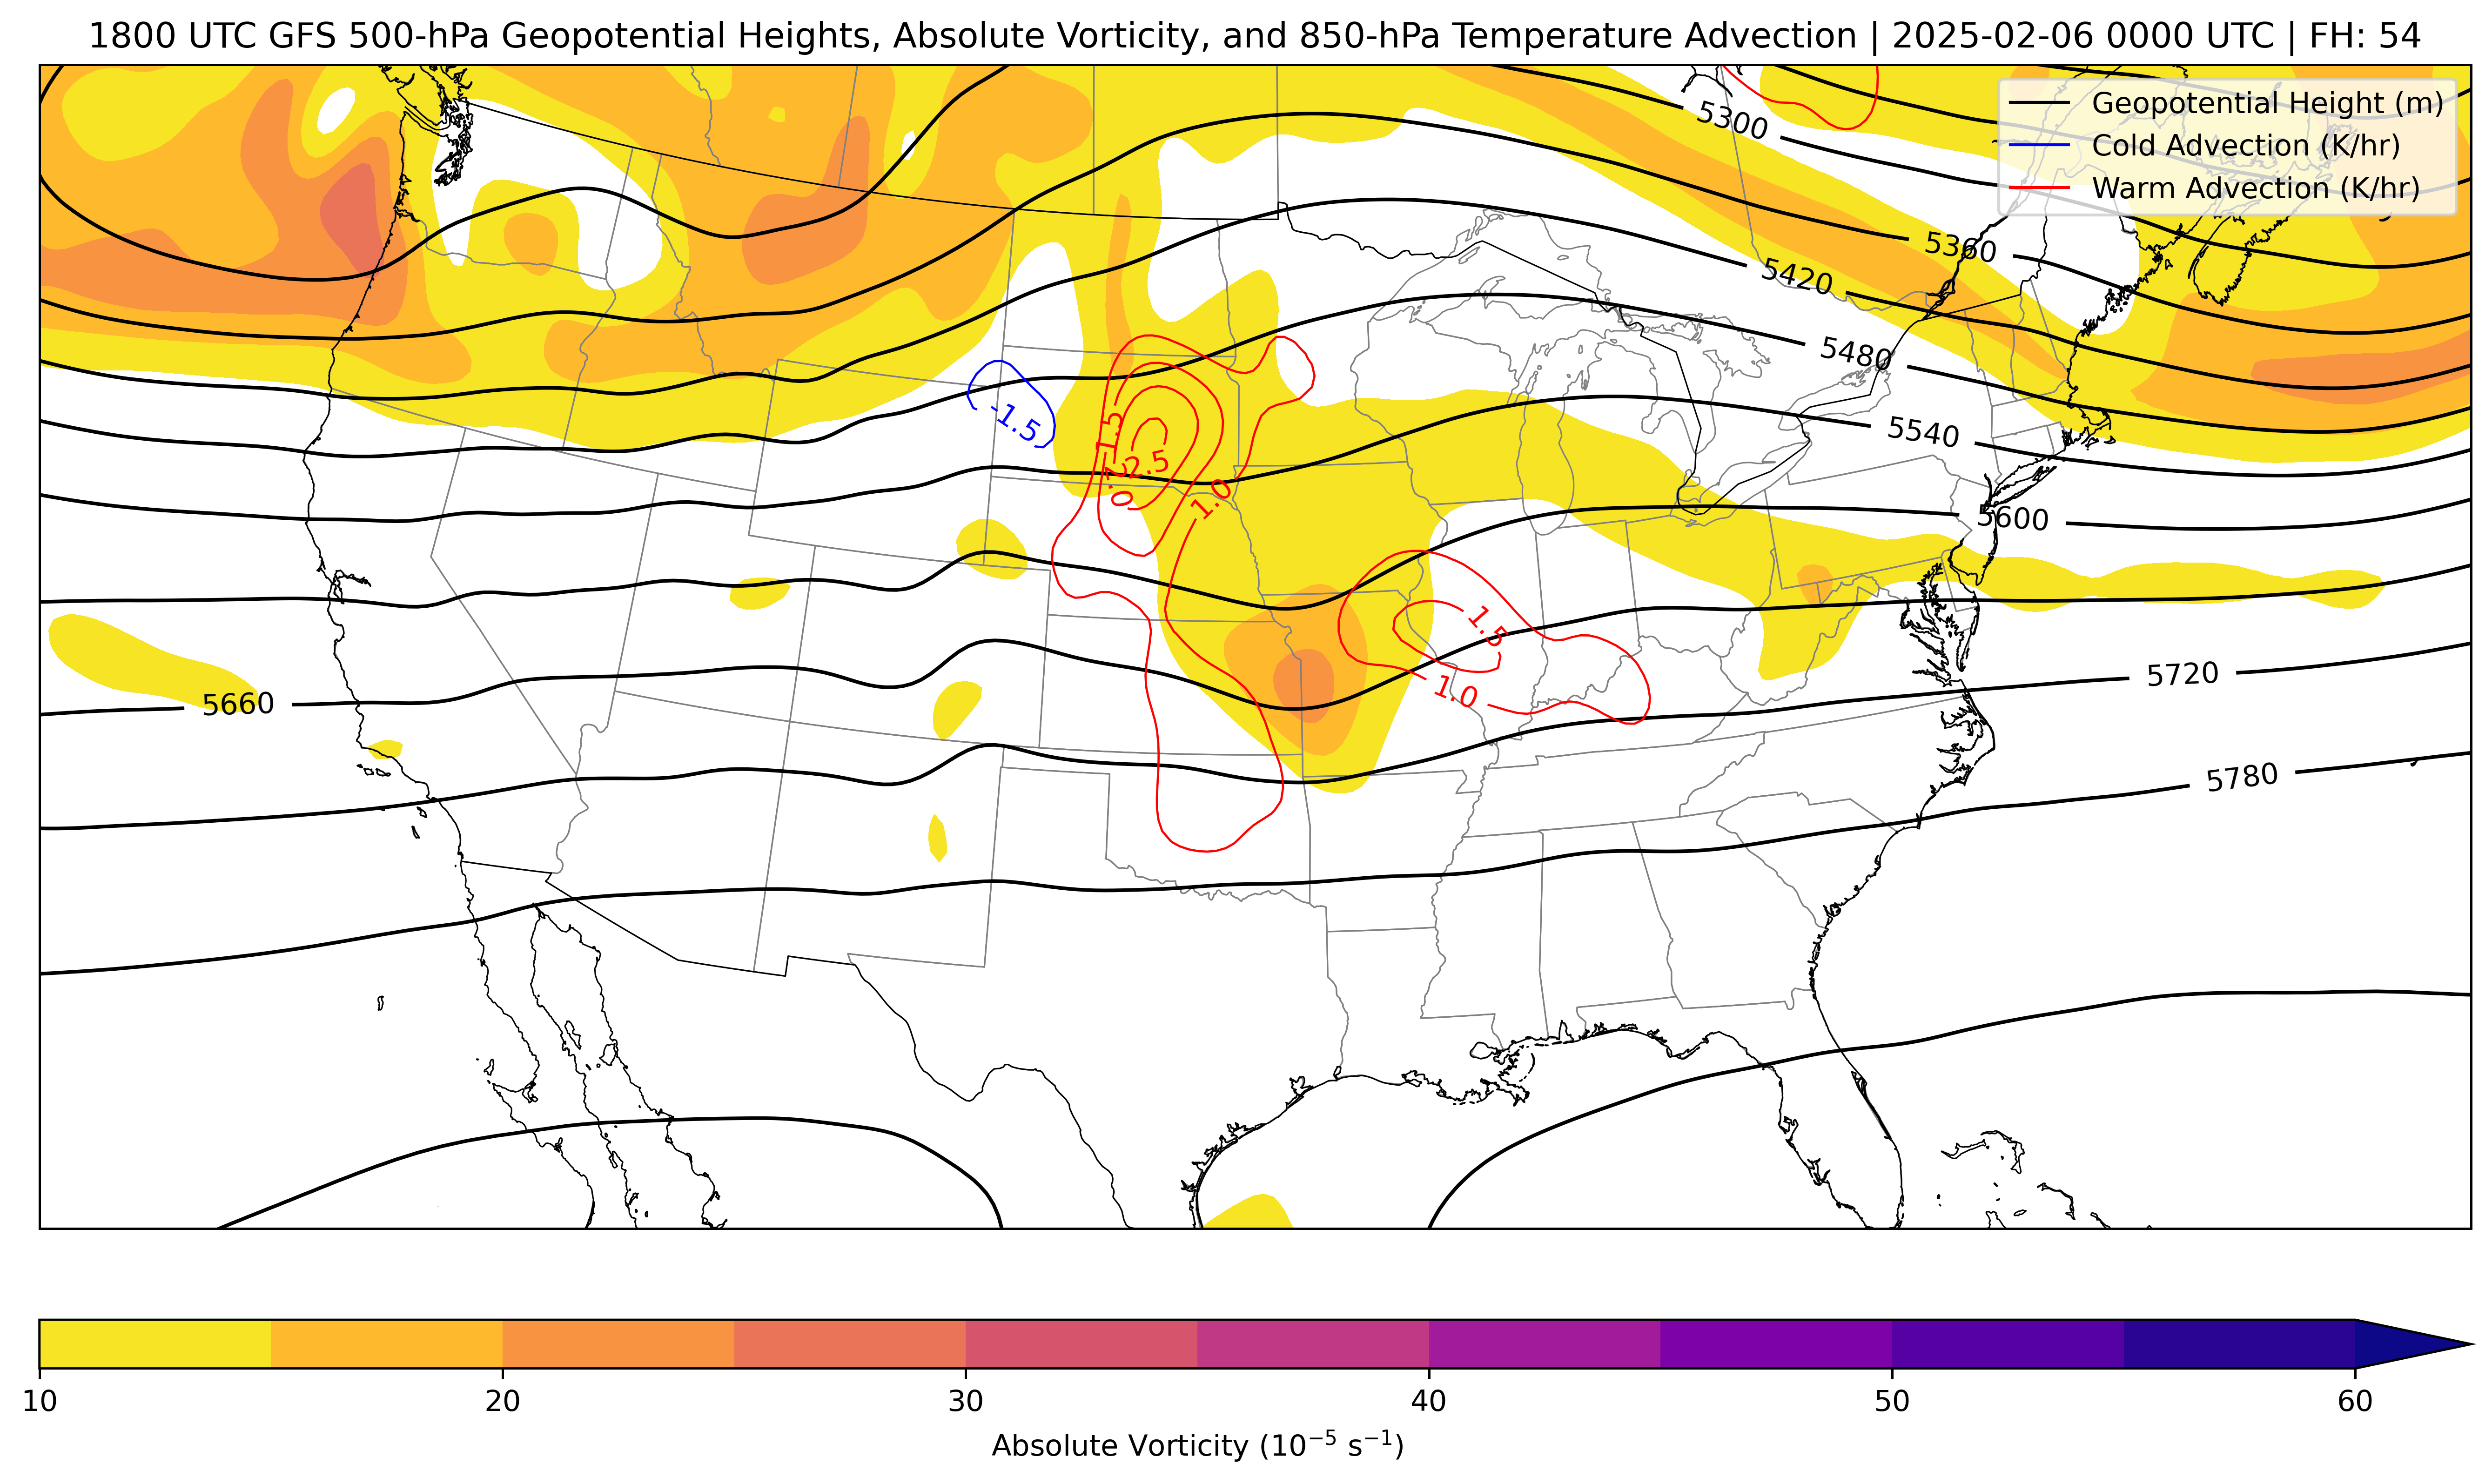 1800 UTC GFS 500-hPa Geopotential Heights, Absolute Vorticity, and 850-hPa Temperature Advection | 2025-02-06 0000 UTC | FH: 54
Geopotential Height (m)
Cold Advection (K/hr)
Warm Advection (K/hr)
5300
5360
5420
5480
5540
5600
5660
5720
5780
-1.5
1.5
2.5
2.0
1.0
1.5
1.0
10 20 30 40 50 60
Absolute Vorticity (10⁻⁵ s⁻¹)